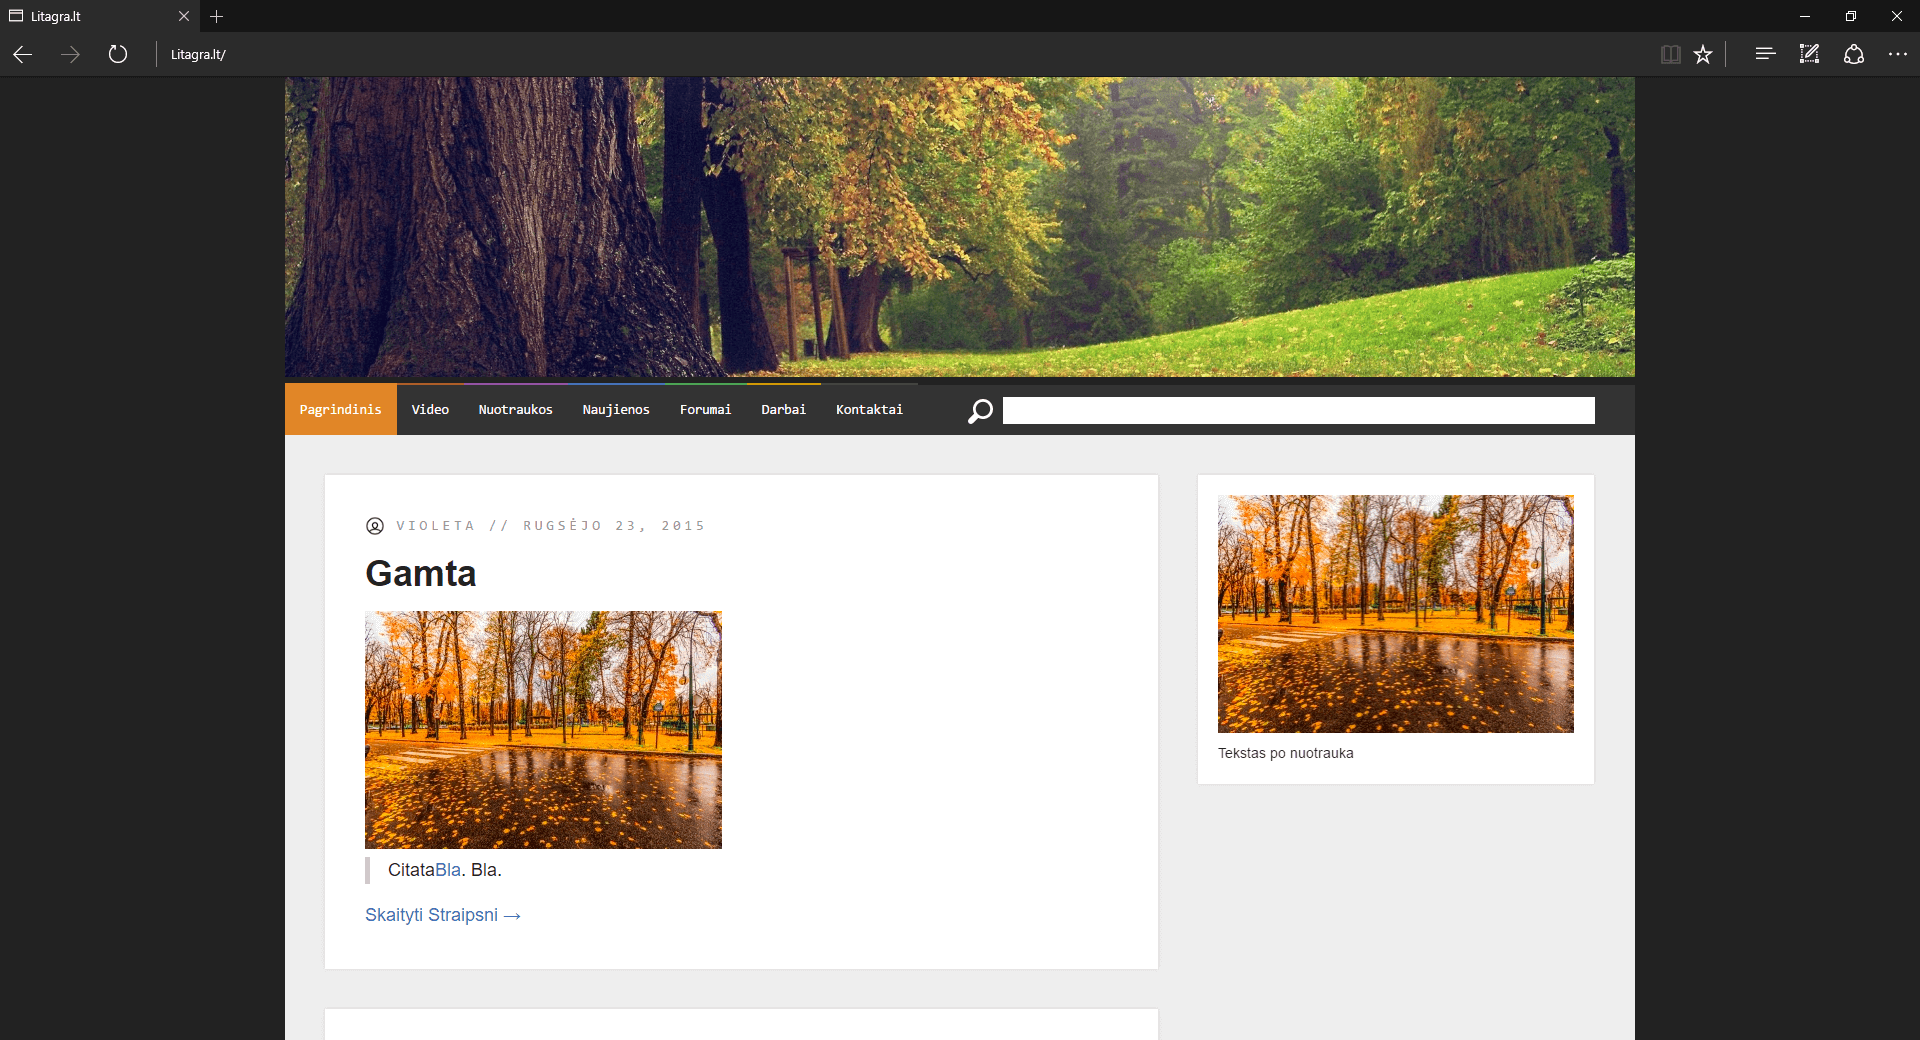 Litagra.lt
Litagra.lt/
Pagrindinis Video Nuotraukos Naujienos Forumai Darbai Kontaktai
VIOLETA // RUGSĖJO 23, 2015
Gamta
CitataBla. Bla.
Skaityti Straipsni →
Tekstas po nuotrauka